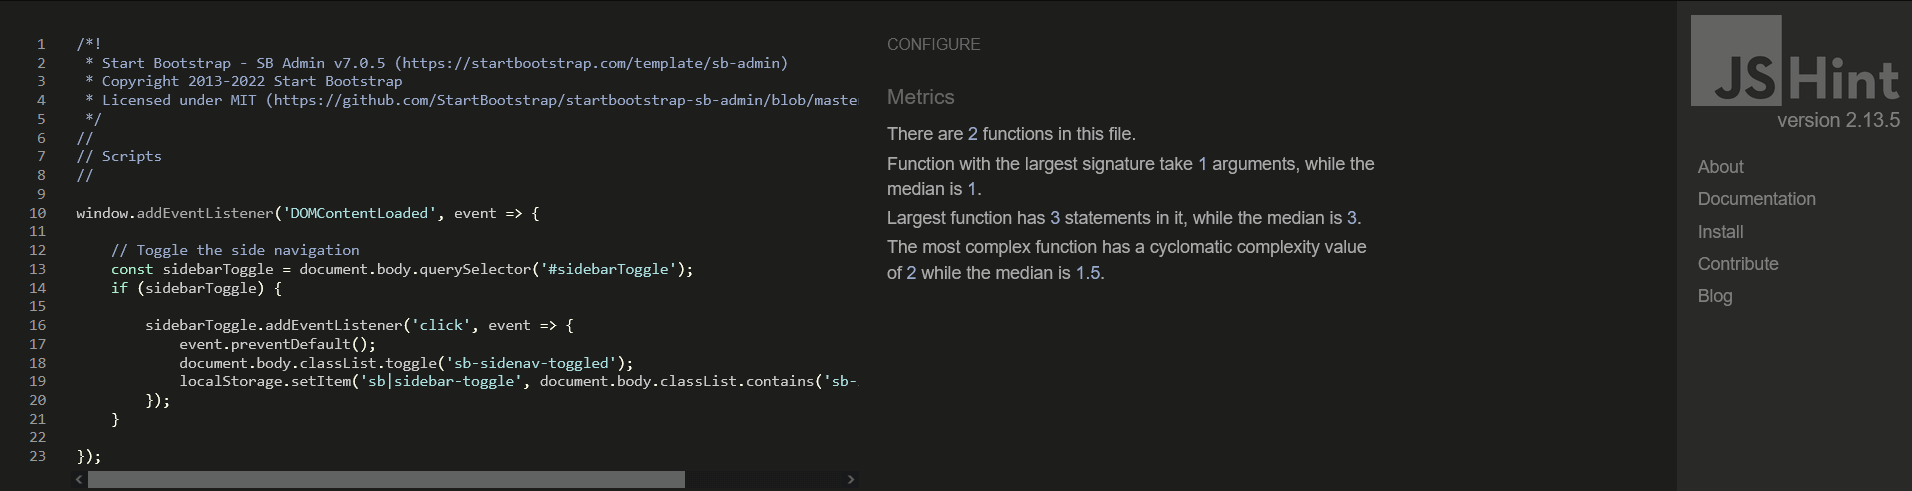 1 /*!
2  * Start Bootstrap - SB Admin v7.0.5 (https://startbootstrap.com/template/sb-admin)
3  * Copyright 2013-2022 Start Bootstrap
4  * Licensed under MIT (https://github.com/StartBootstrap/startbootstrap-sb-admin/blob/master
5  */
6 //
7 // Scripts
8 //
9
10 window.addEventListener('DOMContentLoaded', event => {
11
12     // Toggle the side navigation
13     const sidebarToggle = document.body.querySelector('#sidebarToggle');
14     if (sidebarToggle) {
15
16         sidebarToggle.addEventListener('click', event => {
17             event.preventDefault();
18             document.body.classList.toggle('sb-sidenav-toggled');
19             localStorage.setItem('sb|sidebar-toggle', document.body.classList.contains('sb-
20         });
21     }
22
23 });
CONFIGURE
Metrics
There are 2 functions in this file.
Function with the largest signature take 1 arguments, while the
median is 1.
Largest function has 3 statements in it, while the median is 3.
The most complex function has a cyclomatic complexity value
of 2 while the median is 1.5.
JSHint
version 2.13.5
About
Documentation
Install
Contribute
Blog